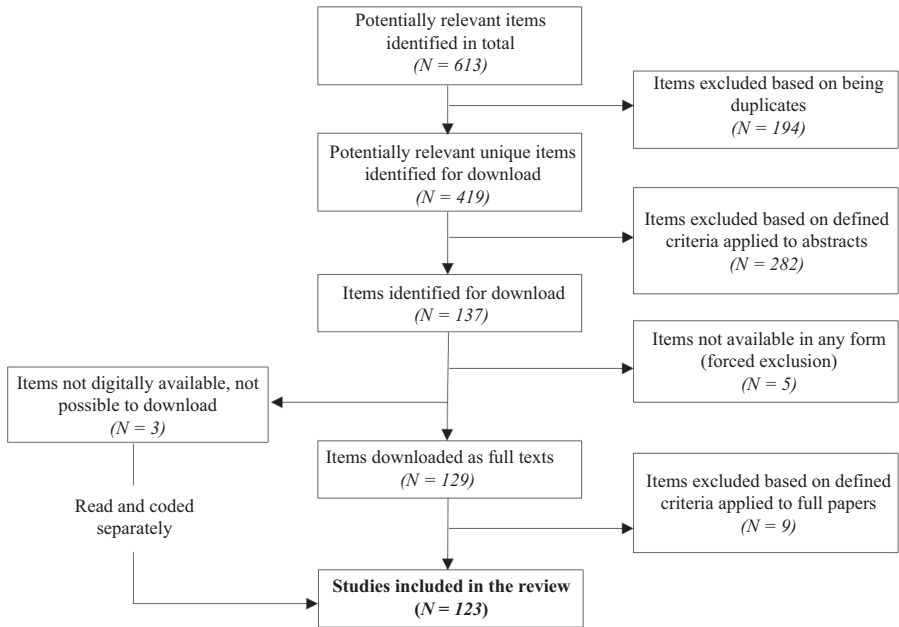 Potentially relevant items
identified in total
(N = 613)
Items excluded based on being
duplicates
(N = 194)
Potentially relevant unique items
identified for download
(N = 419)
Items excluded based on defined
criteria applied to abstracts
(N = 282)
Items identified for download
(N = 137)
Items not available in any form
(forced exclusion)
(N = 5)
Items not digitally available, not
possible to download
(N = 3)
Items downloaded as full texts
(N = 129)
Items excluded based on defined
criteria applied to full papers
(N = 9)
Read and coded
separately
Studies included in the review
(N = 123)